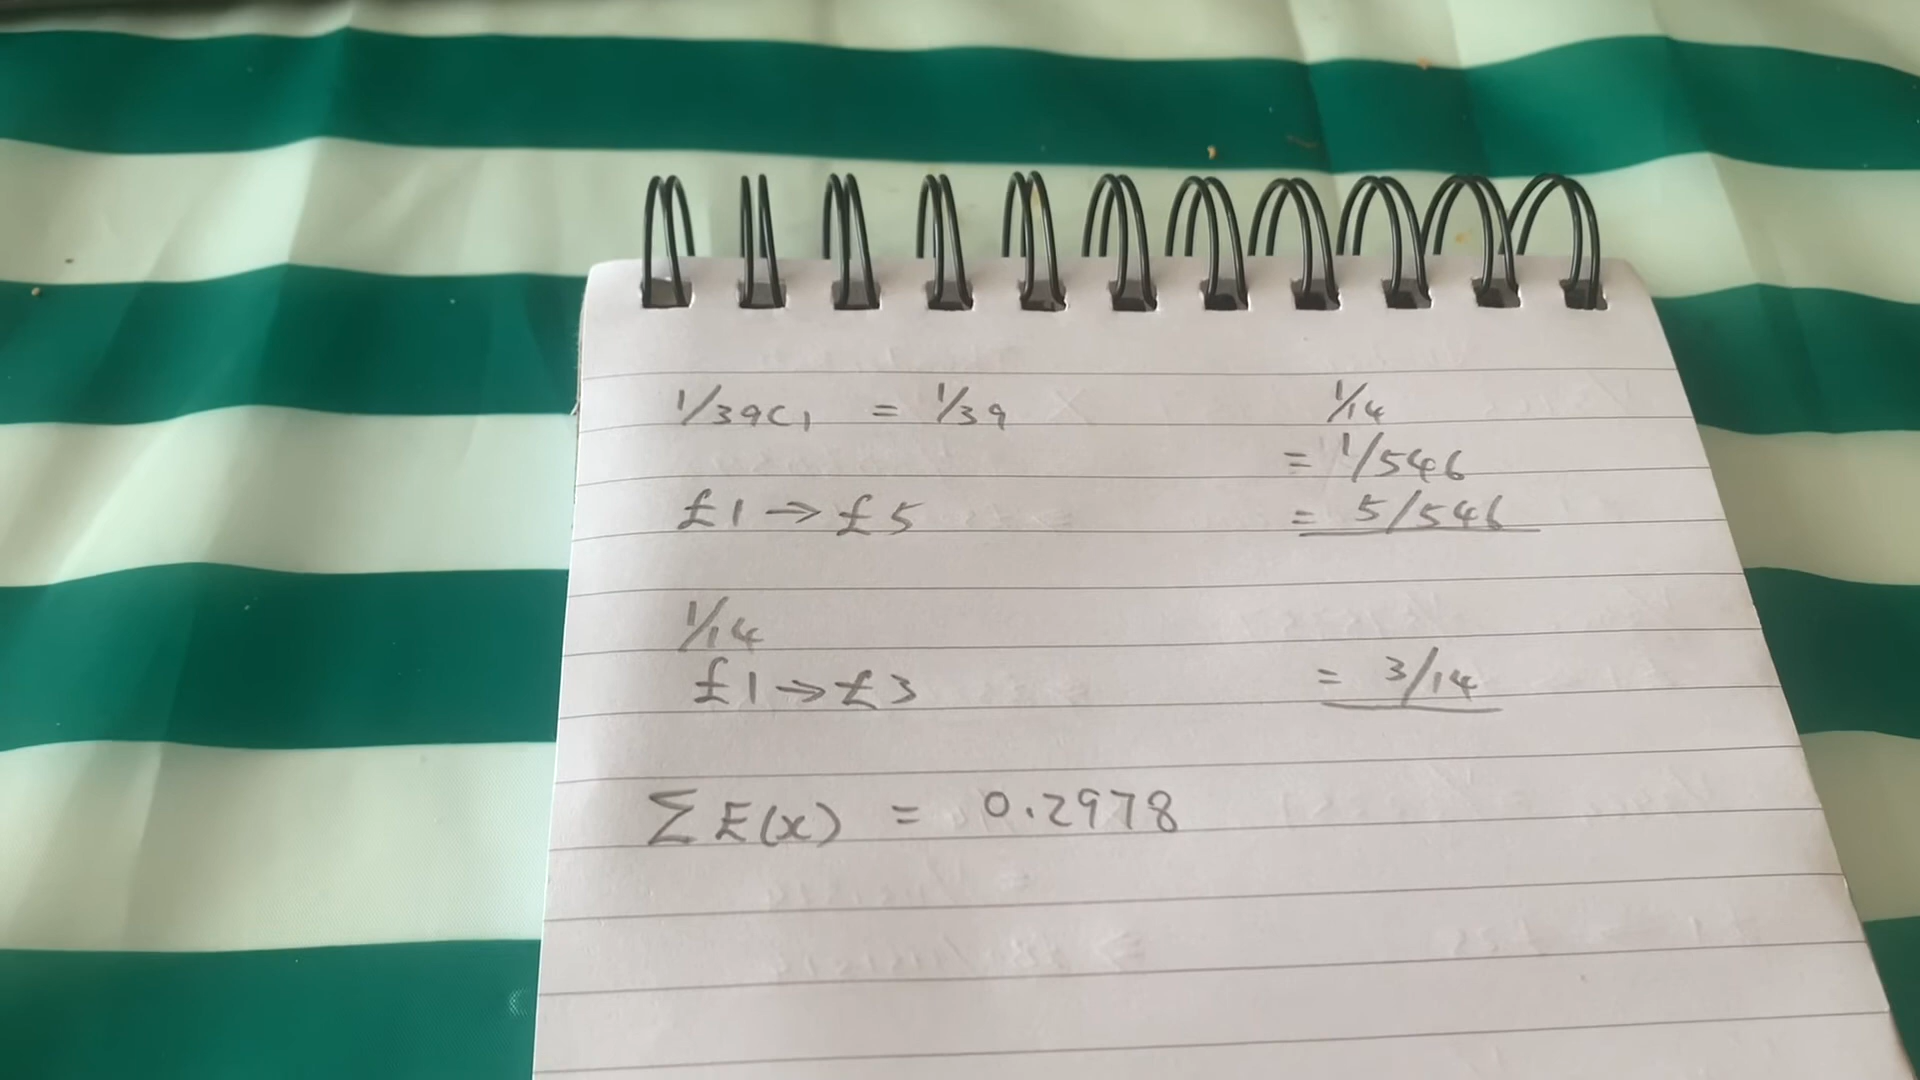 1/39C1 = 1/39 1/14
= 1/546
£1 → £5 = 5/546
1/14
£1 → £3 = 3/14
∑ E(x) = 0.2978